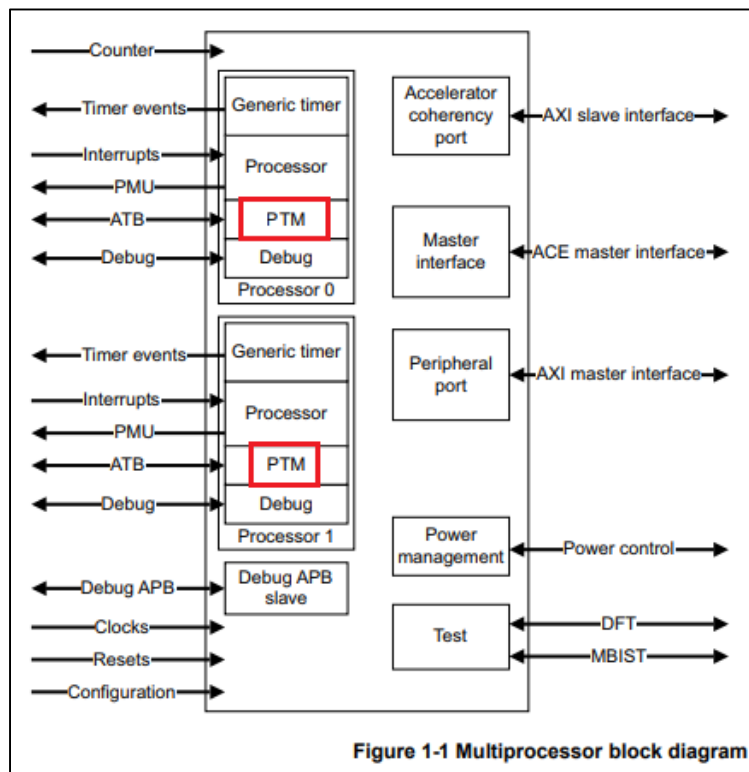 Counter
Timer events
Generic timer
Interrupts
Processor
PMU
ATB
PTM
Debug
Debug
Processor 0
Timer events
Generic timer
Interrupts
Processor
PMU
ATB
PTM
Debug
Debug
Processor 1
Debug APB
Debug APB
slave
Clocks
Resets
Configuration
Accelerator
coherency
port
AXI slave interface
Master
interface
ACE master interface
Peripheral
port
AXI master interface
Power
management
Power control
Test
DFT
MBIST
Figure 1-1 Multiprocessor block diagram